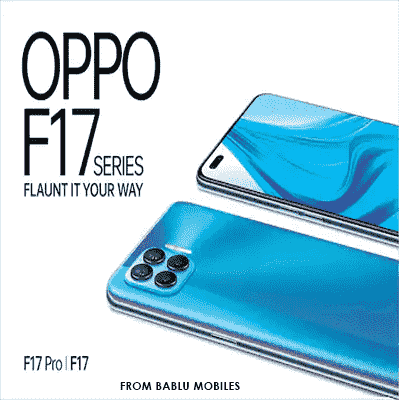 OPPO
F17 SERIES
FLAUNT IT YOUR WAY
F17 Pro | F17
FROM BABLU MOBILES